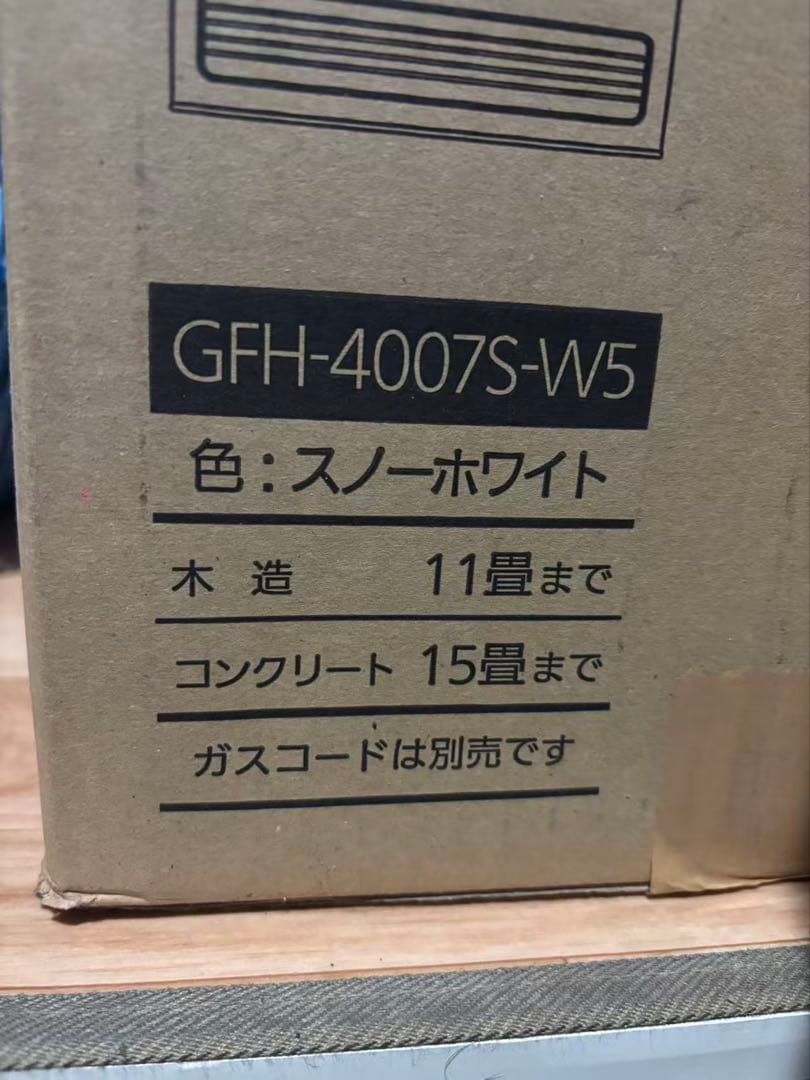 GFH-4007S-W5
色：スノーホワイト
木 造 11畳まで
コンクリート 15畳まで
ガスコードは別売です